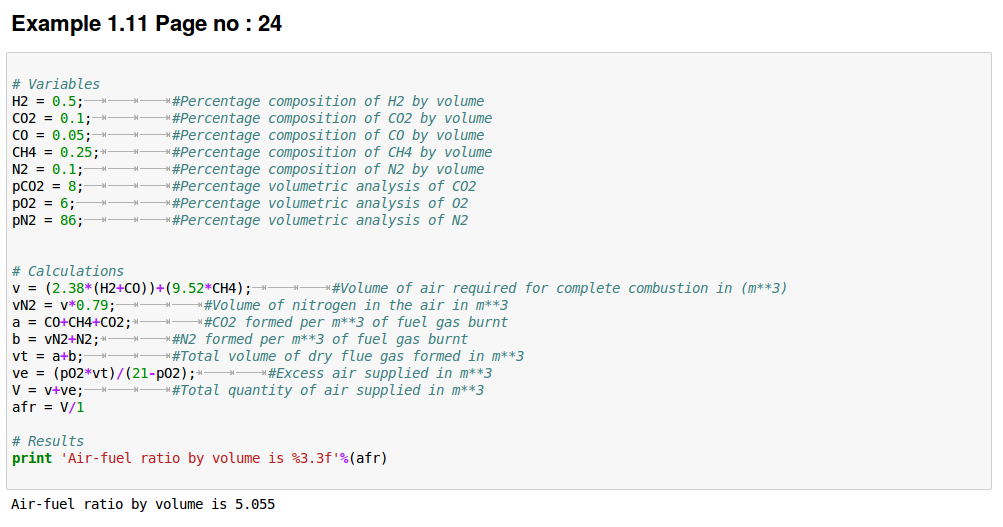 Example 1.11 Page no : 24
# Variables
H2 = 0.5; #Percentage composition of H2 by volume
CO2 = 0.1; #Percentage composition of CO2 by volume
CO = 0.05; #Percentage composition of CO by volume
CH4 = 0.25; #Percentage composition of CH4 by volume
N2 = 0.1; #Percentage composition of N2 by volume
pCO2 = 8; #Percentage volumetric analysis of CO2
pO2 = 6; #Percentage volumetric analysis of O2
pN2 = 86; #Percentage volumetric analysis of N2
# Calculations
v = (2.38*(H2+CO))+(9.52*CH4); #Volume of air required for complete combustion in (m**3)
vN2 = v*0.79; #Volume of nitrogen in the air in m**3
a = CO+CH4+CO2; #CO2 formed per m**3 of fuel gas burnt
b = vN2+N2; #N2 formed per m**3 of fuel gas burnt
vt = a+b; #Total volume of dry flue gas formed in m**3
ve = (pO2*vt)/(21-pO2); #Excess air supplied in m**3
V = v+ve; #Total quantity of air supplied in m**3
afr = V/1
# Results
print 'Air-fuel ratio by volume is %3.3f'%(afr)
Air-fuel ratio by volume is 5.055